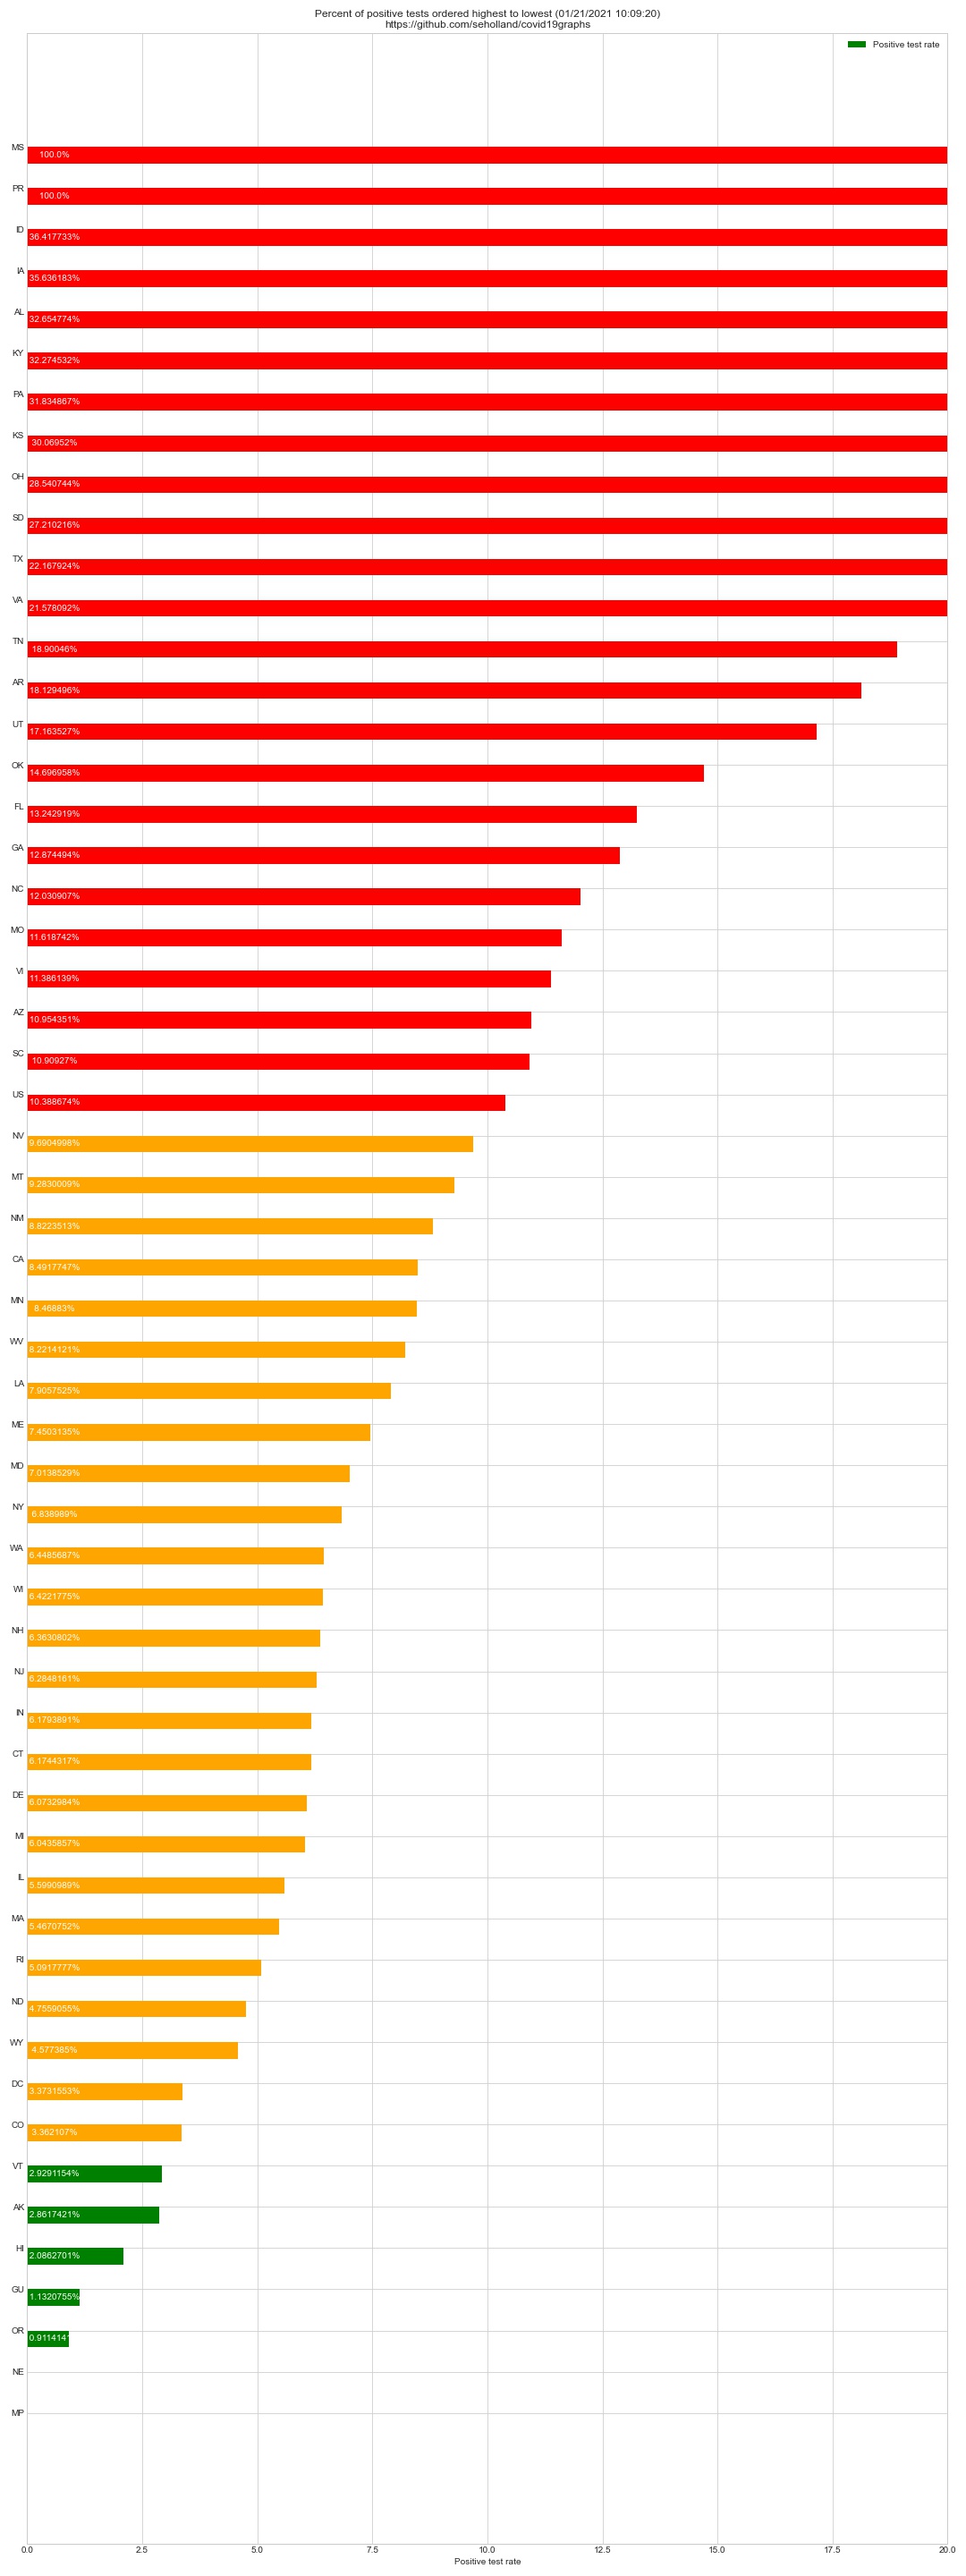 Percent of positive tests ordered highest to lowest (01/21/2021 10:09:20)
https://github.com/seholland/covid19graphs
Positive test rate
MS 100.0%
PR 100.0%
ID 36.417733%
IA 35.636183%
AL 32.654774%
KY 32.274532%
PA 31.834867%
KS 30.06952%
OH 28.540744%
SD 27.210216%
TX 22.167924%
VA 21.578092%
TN 18.90046%
AR 18.129496%
UT 17.163527%
OK 14.696958%
FL 13.242919%
GA 12.874494%
NC 12.030907%
MO 11.618742%
VI 11.386139%
AZ 10.954351%
SC 10.90927%
US 10.388674%
NV 9.6904998%
MT 9.2830009%
NM 8.8223513%
CA 8.4917747%
MN 8.46883%
WV 8.2214121%
LA 7.9057525%
ME 7.4503135%
MD 7.0138529%
NY 6.838989%
WA 6.4485687%
WI 6.4221775%
NH 6.3630802%
NJ 6.2848161%
IN 6.1793891%
CT 6.1744317%
DE 6.0732984%
MI 6.0435857%
IL 5.5990989%
MA 5.4670752%
RI 5.0917777%
ND 4.7559055%
WY 4.577385%
DC 3.3731553%
CO 3.362107%
VT 2.9291154%
AK 2.8617421%
HI 2.0862701%
GU 1.1320755%
OR 0.911414
NE
MP
0.0 2.5 5.0 7.5 10.0 12.5 15.0 17.5 20.0
Positive test rate